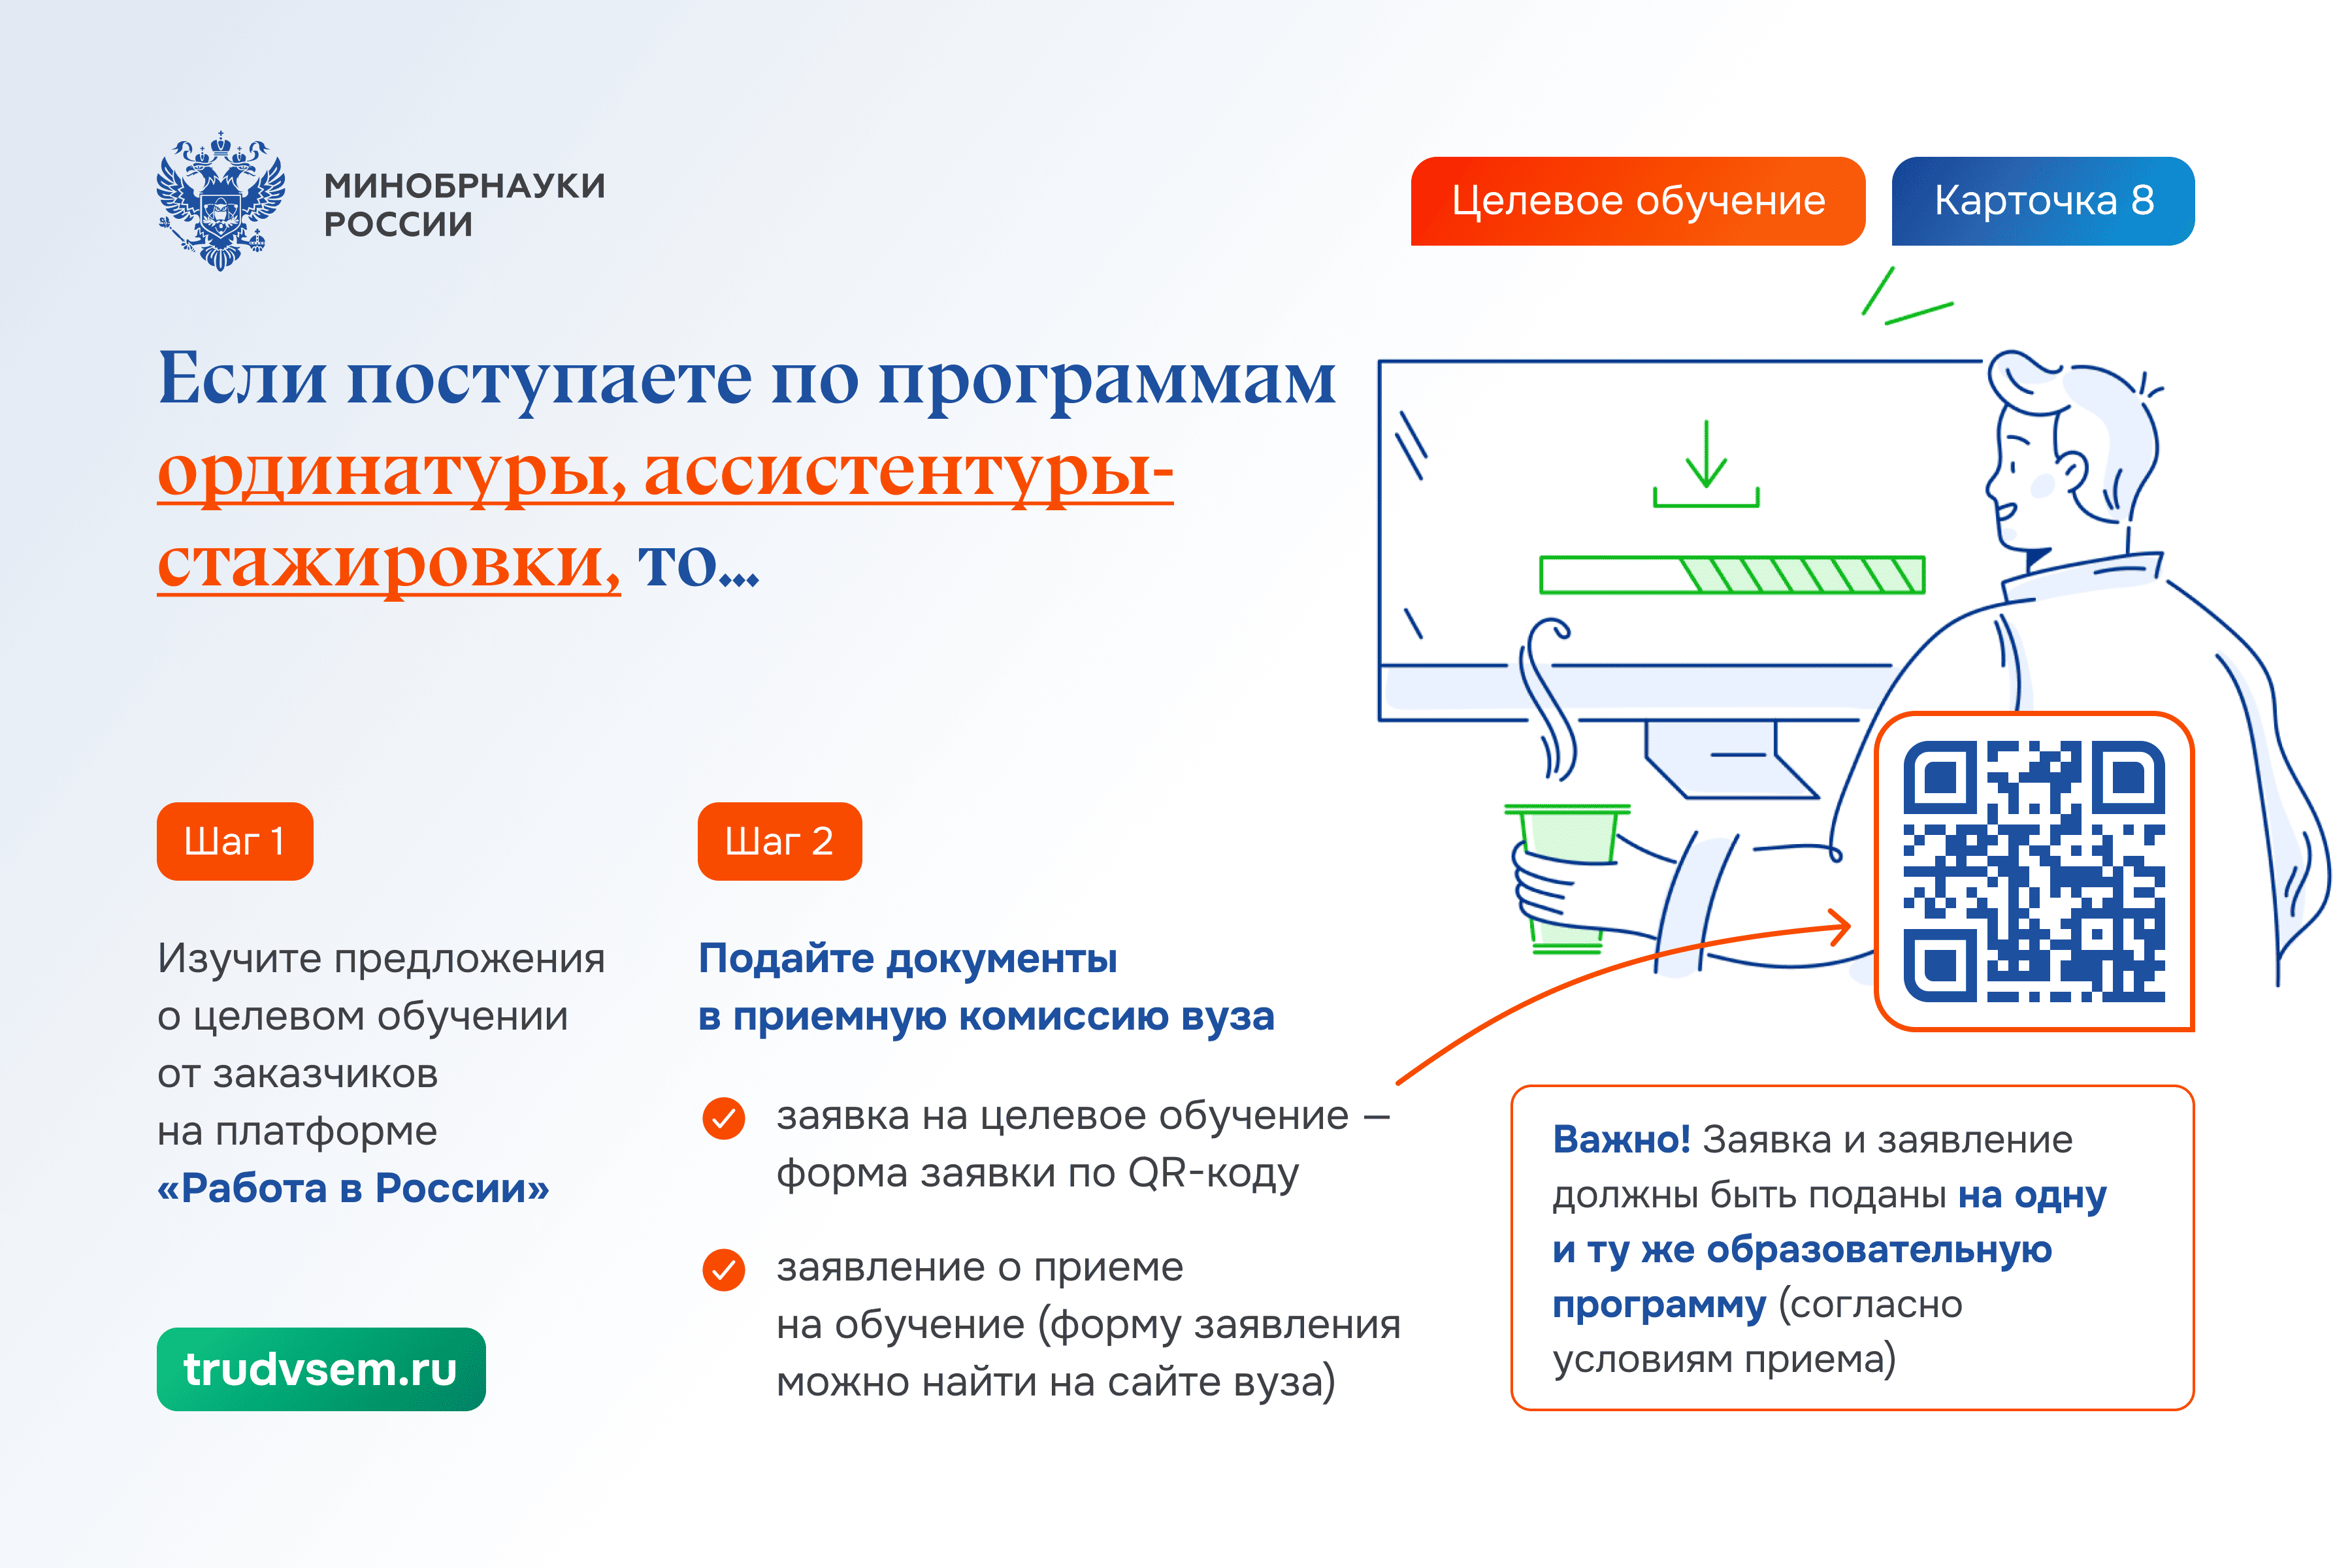 МИНОБРНАУКИ
РОССИИ
Целевое обучение
Карточка 8
Если поступаете по программам
ординатуры, ассистентуры-
стажировки, то...
Шаг 1
Изучите предложения
о целевом обучении
от заказчиков
на платформе
«Работа в России»
trudvsem.ru
Шаг 2
Подайте документы
в приемную комиссию вуза
заявка на целевое обучение —
форма заявки по QR-коду
заявление о приеме
на обучение (форму заявления
можно найти на сайте вуза)
Важно! Заявка и заявление
должны быть поданы на одну
и ту же образовательную
программу (согласно
условиям приема)